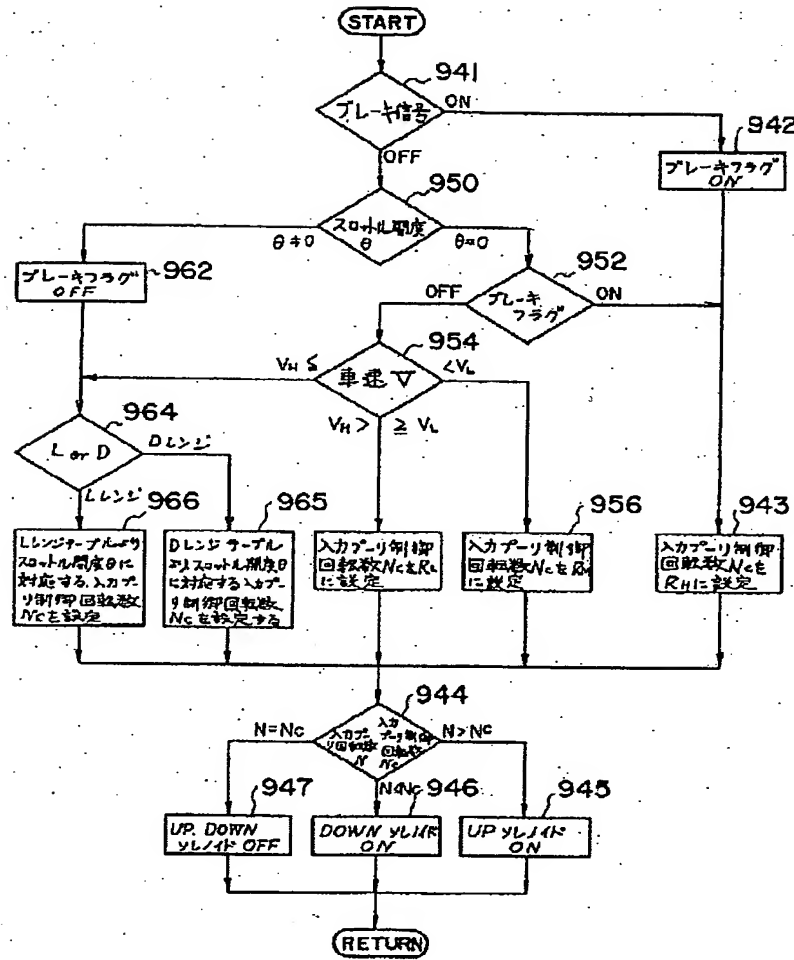 START
941
ブレーキ信号
ON
OFF
942
ブレーキフラグ
ON
950
スロットル開度
θ
θ≠0
θ=0
962
ブレーキフラグ
OFF
952
ブレーキ
フラグ
OFF
ON
954
車速 V
VH ≦
<VL
VH >
≧ VL
964
L or D
Dレンジ
Lレンジ
966
Lレンジテーブルより
スロットル開度θに
対応する入力プー
リ制御回転数
NCを設定
965
Dレンジテーブル
よりスロットル開度θ
に対応する入力プ
ーリ制御回転数
NCを設定する
入力プーリ制御
回転数NCを
に設定
956
入力プーリ制御
回転数NCを
に設定
943
入力プーリ制御
回転数NCを
RHに設定
944
入力プー
リ回転数
N
入力
プーリ制御
回転数
NC
N=NC
N>NC
N<NC
947
UP. DOWN
ソレノイド OFF
946
DOWN ソレノイド
ON
945
UP ソレノイド
ON
RETURN